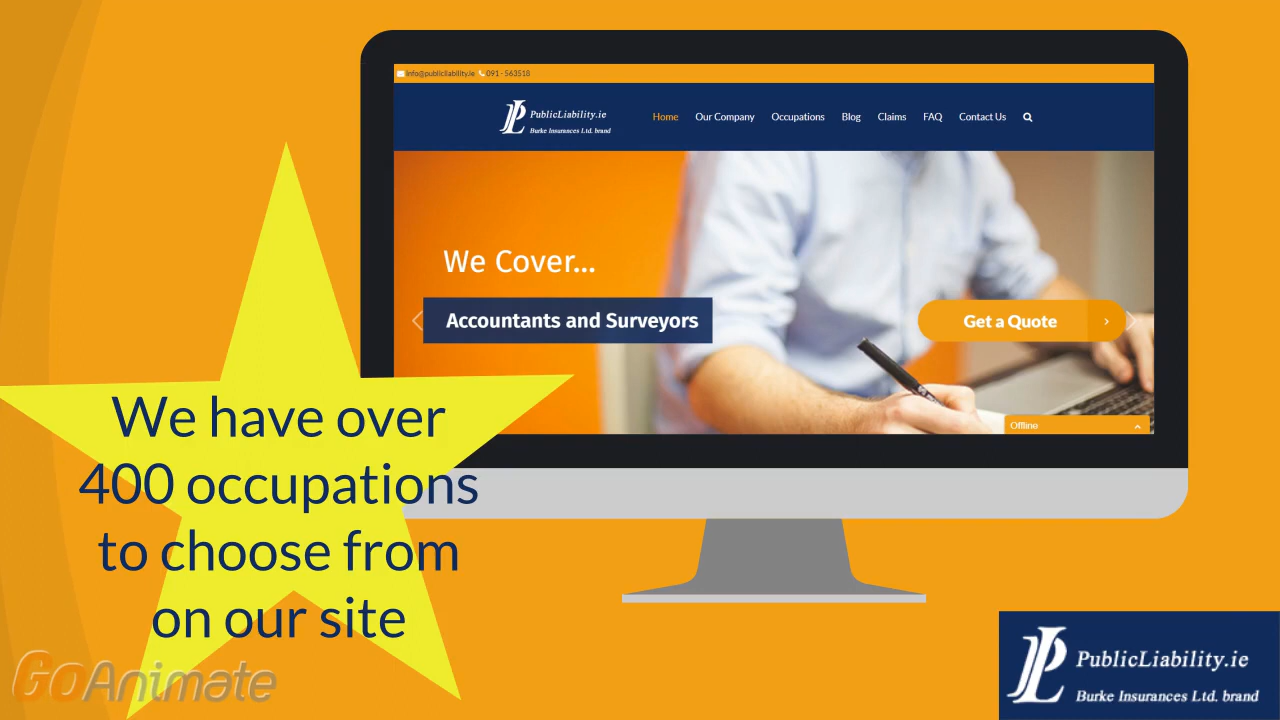 info@publicliability.ie 091 - 563518
PublicLiability.ie
Burke Insurances Ltd. brand
Home Our Company Occupations Blog Claims FAQ Contact Us
We Cover...
Accountants and Surveyors
Get a Quote
Offline
We have over
400 occupations
to choose from
on our site
GoAnimate
PublicLiability.ie
Burke Insurances Ltd. brand